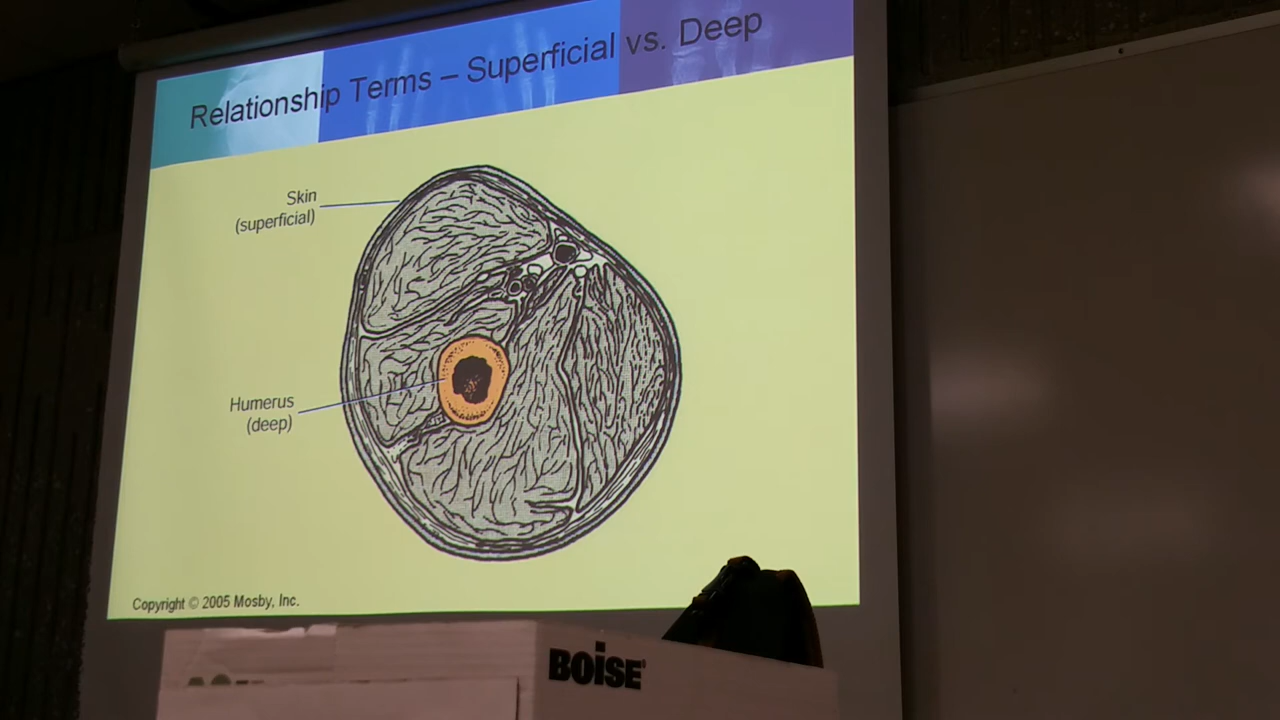 Relationship Terms – Superficial vs. Deep
Skin
(superficial)
Humerus
(deep)
Copyright © 2005 Mosby, Inc.
BOiSE